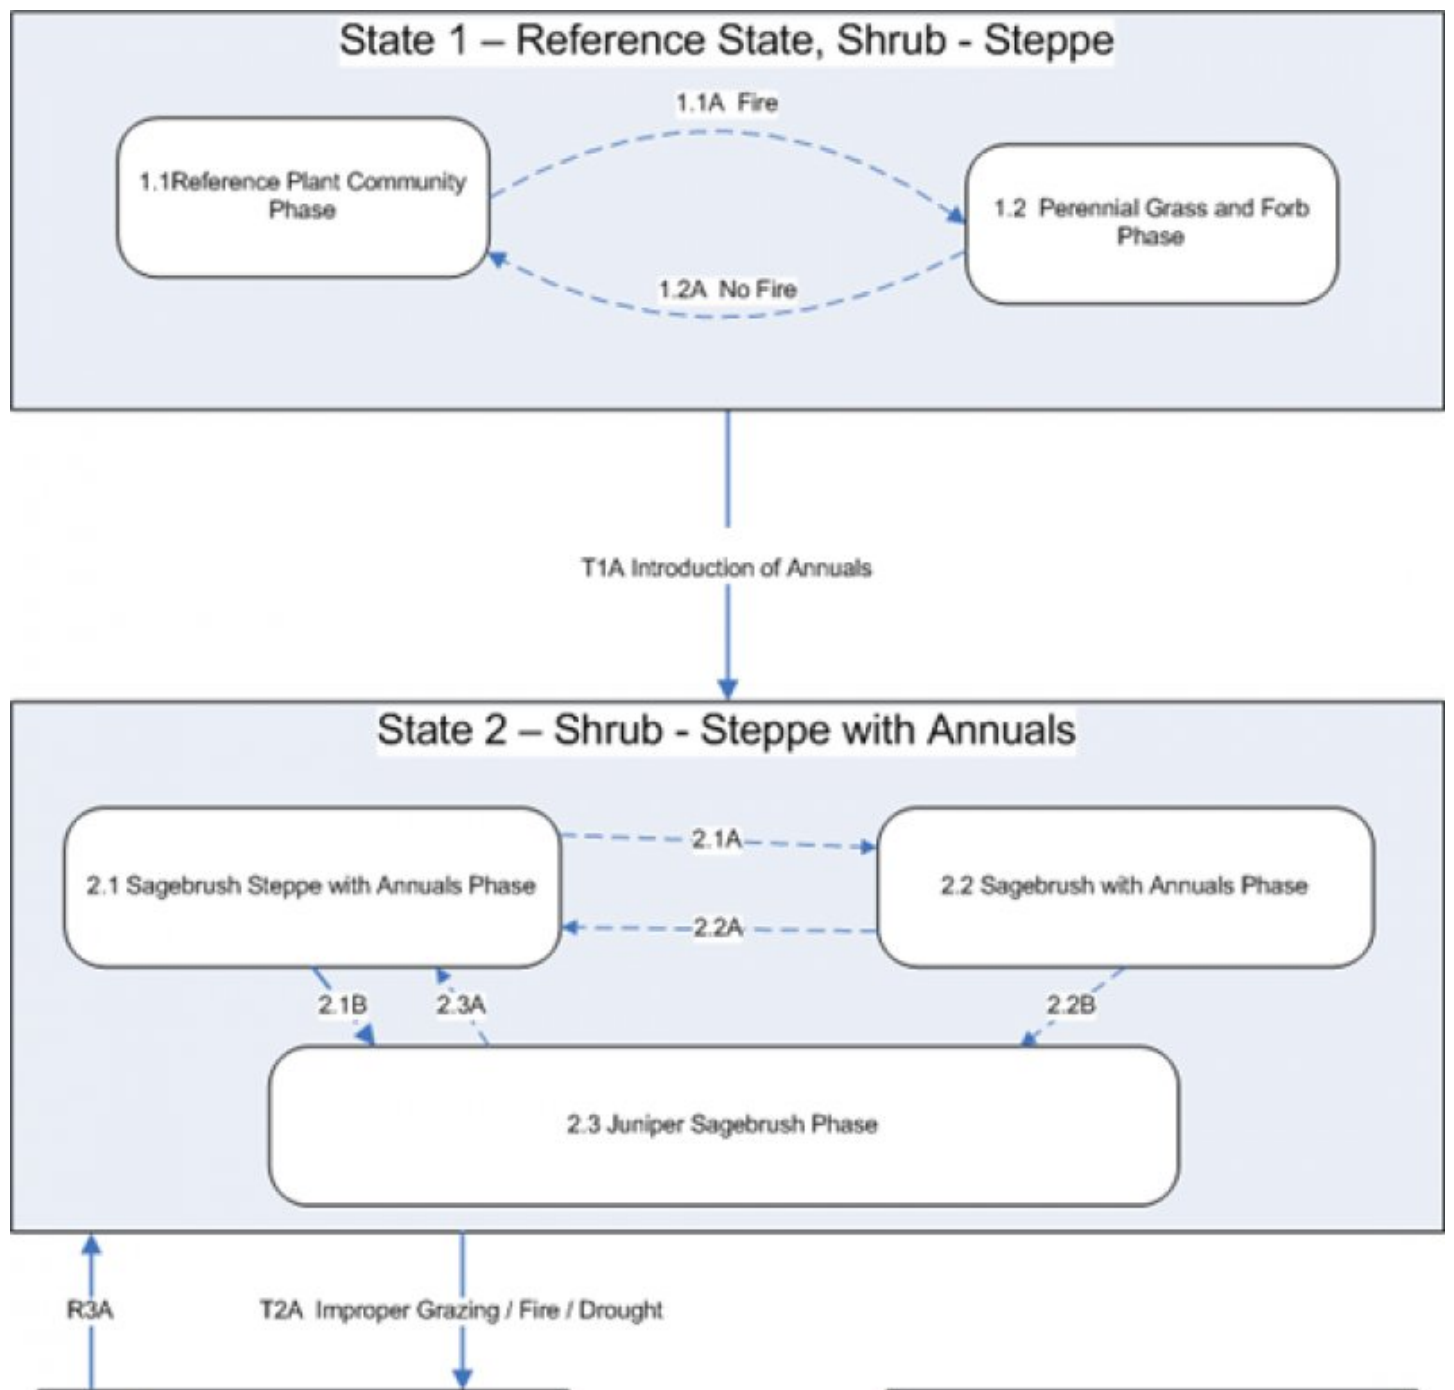 State 1 – Reference State, Shrub - Steppe
1.1A Fire
1.1Reference Plant Community
Phase
1.2 Perennial Grass and Forb
Phase
1.2A No Fire
T1A Introduction of Annuals
State 2 – Shrub - Steppe with Annuals
2.1A
2.1 Sagebrush Steppe with Annuals Phase
2.2 Sagebrush with Annuals Phase
2.2A
2.1B
2.3A
2.2B
2.3 Juniper Sagebrush Phase
R3A
T2A Improper Grazing / Fire / Drought